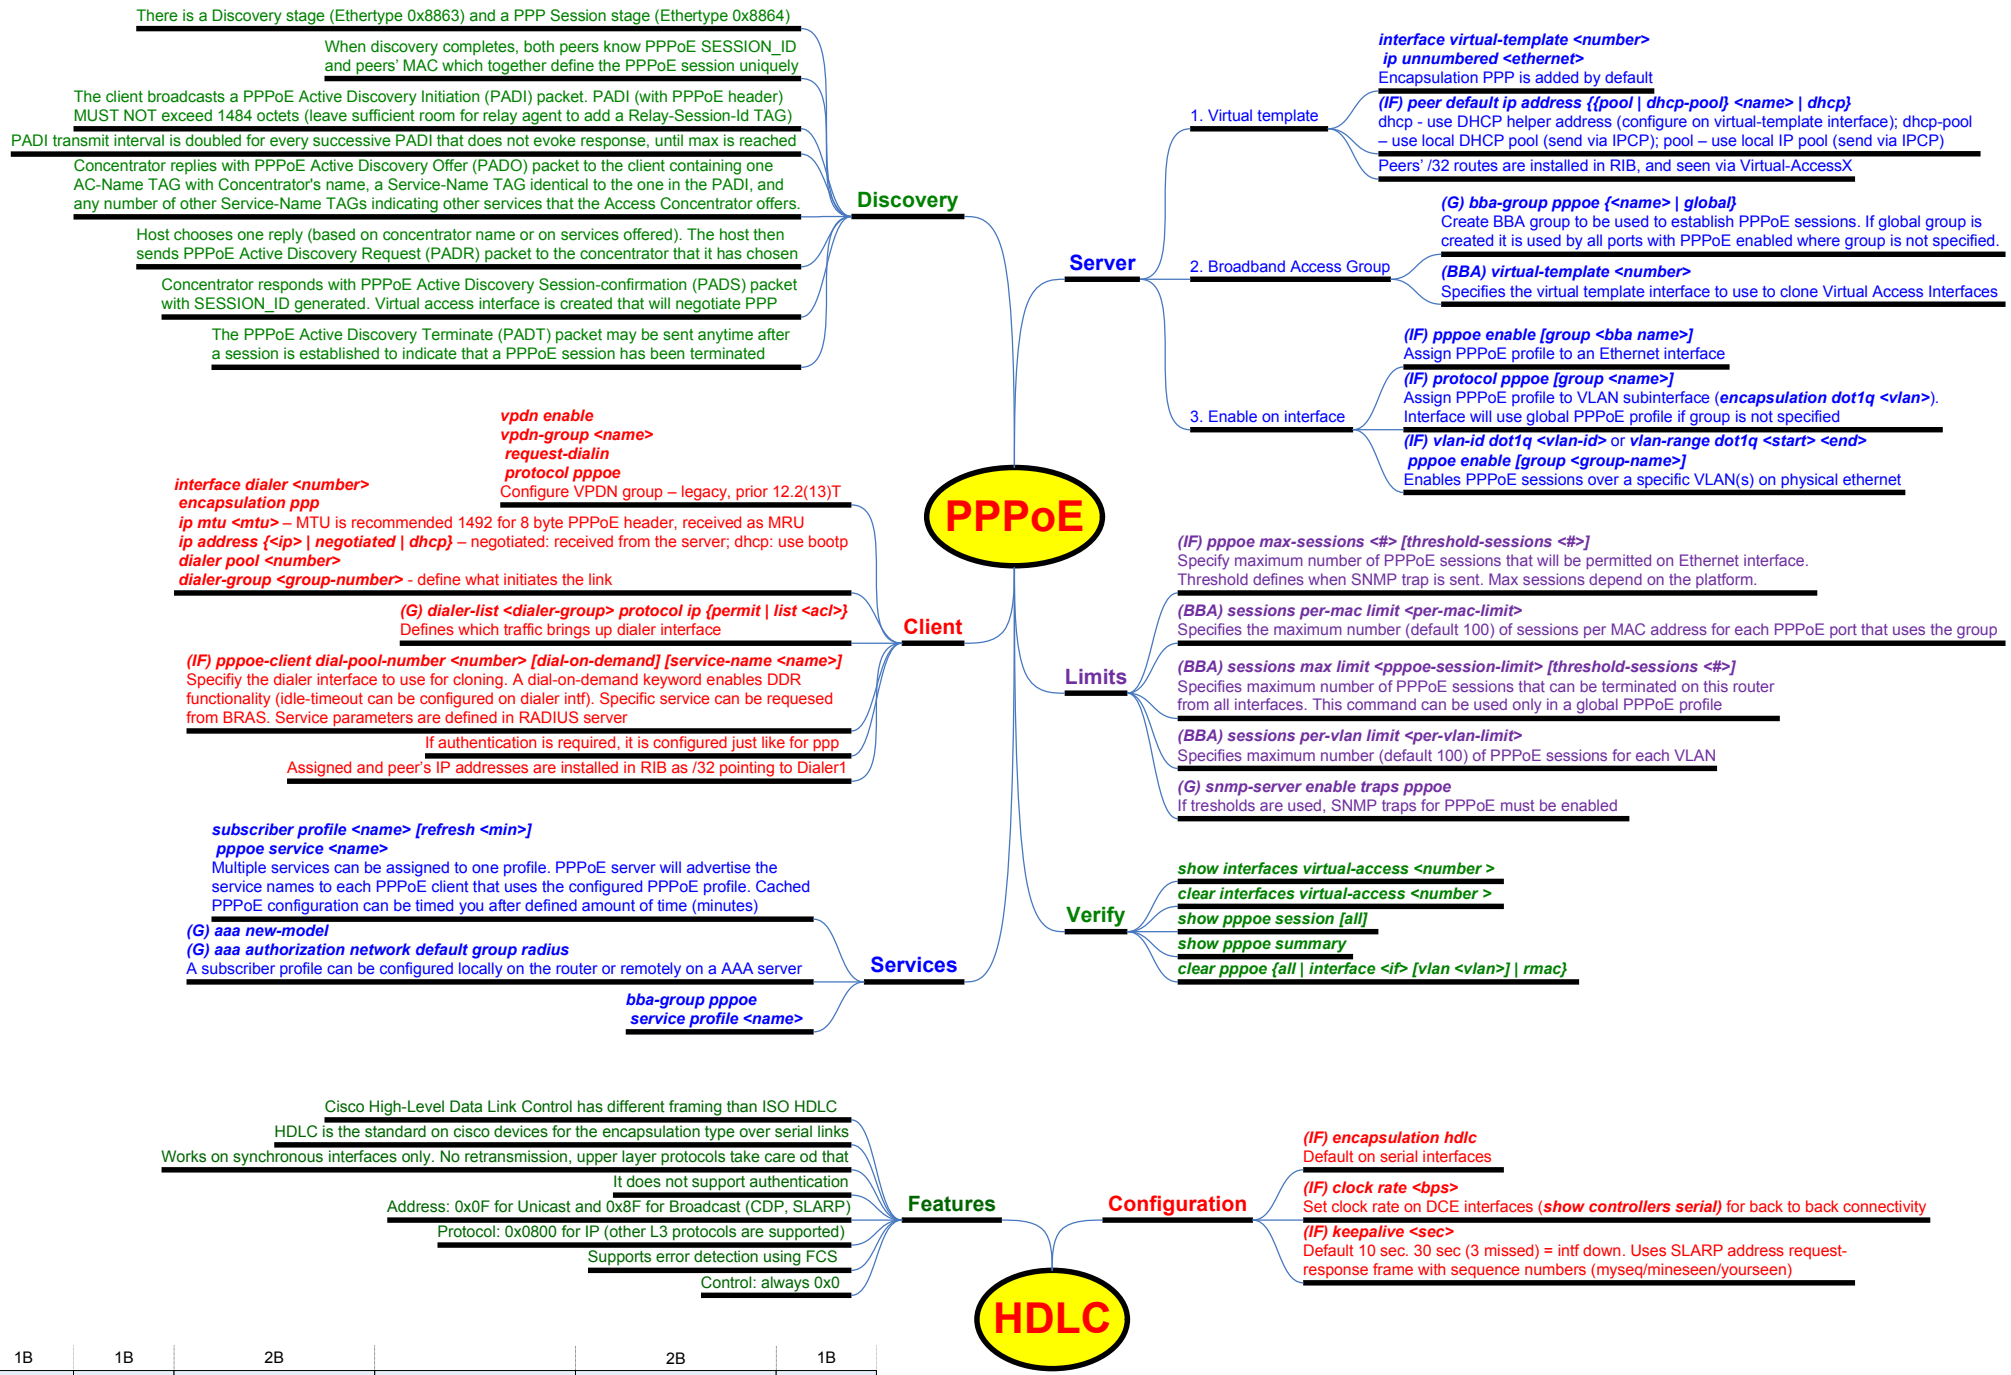 There is a Discovery stage (Ethertype 0x8863) and a PPP Session stage (Ethertype 0x8864)
When discovery completes, both peers know PPPoE SESSION_ID
and peers' MAC which together define the PPPoE session uniquely
The client broadcasts a PPPoE Active Discovery Initiation (PADI) packet. PADI (with PPPoE header)
MUST NOT exceed 1484 octets (leave sufficient room for relay agent to add a Relay-Session-Id TAG)
PADI transmit interval is doubled for every successive PADI that does not evoke response, until max is reached
Concentrator replies with PPPoE Active Discovery Offer (PADO) packet to the client containing one
AC-Name TAG with Concentrator's name, a Service-Name TAG identical to the one in the PADI, and
any number of other Service-Name TAGs indicating other services that the Access Concentrator offers.
Host chooses one reply (based on concentrator name or on services offered). The host then
sends PPPoE Active Discovery Request (PADR) packet to the concentrator that it has chosen
Concentrator responds with PPPoE Active Discovery Session-confirmation (PADS) packet
with SESSION_ID generated. Virtual access interface is created that will negotiate PPP
The PPPoE Active Discovery Terminate (PADT) packet may be sent anytime after
a session is established to indicate that a PPPoE session has been terminated
Discovery
vpdn enable
vpdn-group <name>
request-dialin
protocol pppoe
Configure VPDN group – legacy, prior 12.2(13)T
interface dialer <number>
encapsulation ppp
ip mtu <mtu> – MTU is recommended 1492 for 8 byte PPPoE header, received as MRU
ip address {<ip> | negotiated | dhcp} – negotiated: received from the server; dhcp: use bootp
dialer pool <number>
dialer-group <group-number> - define what initiates the link
(G) dialer-list <dialer-group> protocol ip {permit | list <acl>}
Defines which traffic brings up dialer interface
(IF) pppoe-client dial-pool-number <number> [dial-on-demand] [service-name <name>]
Specifiy the dialer interface to use for cloning. A dial-on-demand keyword enables DDR
functionality (idle-timeout can be configured on dialer intf). Specific service can be requesed
from BRAS. Service parameters are defined in RADIUS server
If authentication is required, it is configured just like for ppp
Assigned and peer's IP addresses are installed in RIB as /32 pointing to Dialer1
Client
subscriber profile <name> [refresh <min>]
pppoe service <name>
Multiple services can be assigned to one profile. PPPoE server will advertise the
service names to each PPPoE client that uses the configured PPPoE profile. Cached
PPPoE configuration can be timed you after defined amount of time (minutes)
(G) aaa new-model
(G) aaa authorization network default group radius
A subscriber profile can be configured locally on the router or remotely on a AAA server
bba-group pppoe
service profile <name>
Services
PPPoE
Server
1. Virtual template
interface virtual-template <number>
ip unnumbered <ethernet>
Encapsulation PPP is added by default
(IF) peer default ip address {{pool | dhcp-pool} <name> | dhcp}
dhcp - use DHCP helper address (configure on virtual-template interface); dhcp-pool
– use local DHCP pool (send via IPCP); pool – use local IP pool (send via IPCP)
Peers' /32 routes are installed in RIB, and seen via Virtual-AccessX
2. Broadband Access Group
(G) bba-group pppoe {<name> | global}
Create BBA group to be used to establish PPPoE sessions. If global group is
created it is used by all ports with PPPoE enabled where group is not specified.
(BBA) virtual-template <number>
Specifies the virtual template interface to use to clone Virtual Access Interfaces
3. Enable on interface
(IF) pppoe enable [group <bba name>]
Assign PPPoE profile to an Ethernet interface
(IF) protocol pppoe [group <name>]
Assign PPPoE profile to VLAN subinterface (encapsulation dot1q <vlan>).
Interface will use global PPPoE profile if group is not specified
(IF) vlan-id dot1q <vlan-id> or vlan-range dot1q <start> <end>
pppoe enable [group <group-name>]
Enables PPPoE sessions over a specific VLAN(s) on physical ethernet
Limits
(IF) pppoe max-sessions <#> [threshold-sessions <#>]
Specify maximum number of PPPoE sessions that will be permitted on Ethernet interface.
Threshold defines when SNMP trap is sent. Max sessions depend on the platform.
(BBA) sessions per-mac limit <per-mac-limit>
Specifies the maximum number (default 100) of sessions per MAC address for each PPPoE port that uses the group
(BBA) sessions max limit <pppoe-session-limit> [threshold-sessions <#>]
Specifies maximum number of PPPoE sessions that can be terminated on this router
from all interfaces. This command can be used only in a global PPPoE profile
(BBA) sessions per-vlan limit <per-vlan-limit>
Specifies maximum number (default 100) of PPPoE sessions for each VLAN
(G) snmp-server enable traps pppoe
If tresholds are used, SNMP traps for PPPoE must be enabled
Verify
show interfaces virtual-access <number >
clear interfaces virtual-access <number >
show pppoe session [all]
show pppoe summary
clear pppoe {all | interface <if> [vlan <vlan>] | rmac}
Cisco High-Level Data Link Control has different framing than ISO HDLC
HDLC is the standard on cisco devices for the encapsulation type over serial links
Works on synchronous interfaces only. No retransmission, upper layer protocols take care od that
It does not support authentication
Address: 0x0F for Unicast and 0x8F for Broadcast (CDP, SLARP)
Protocol: 0x0800 for IP (other L3 protocols are supported)
Supports error detection using FCS
Control: always 0x0
Features
HDLC
Configuration
(IF) encapsulation hdlc
Default on serial interfaces
(IF) clock rate <bps>
Set clock rate on DCE interfaces (show controllers serial) for back to back connectivity
(IF) keepalive <sec>
Default 10 sec. 30 sec (3 missed) = intf down. Uses SLARP address request-
response frame with sequence numbers (myseq/mineseen/yourseen)
1B 1B 2B 2B 1B